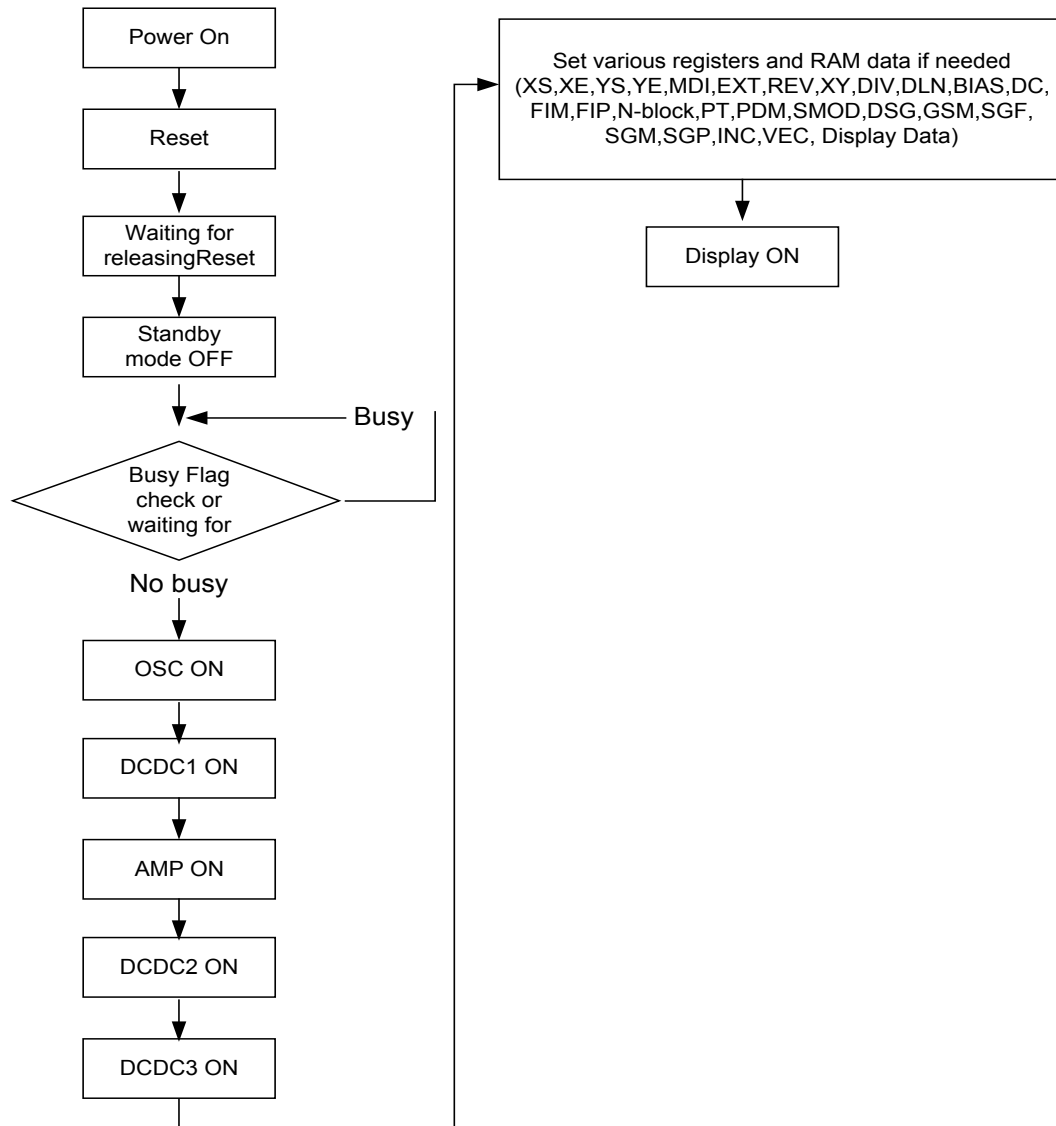 Power On
Reset
Waiting for
releasingReset
Standby
mode OFF
Busy
Busy Flag
check or
waiting for
No busy
OSC ON
DCDC1 ON
AMP ON
DCDC2 ON
DCDC3 ON
Set various registers and RAM data if needed
(XS,XE,YS,YE,MDI,EXT,REV,XY,DIV,DLN,BIAS,DC,
FIM,FIP,N-block,PT,PDM,SMOD,DSG,GSM,SGF,
SGM,SGP,INC,VEC, Display Data)
Display ON